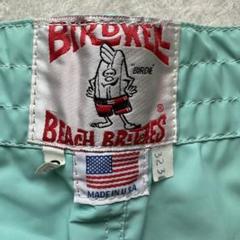 BIRDWELL
"BIRDIE"
®
BEACH BRITCHES
MADE IN U.S.A.